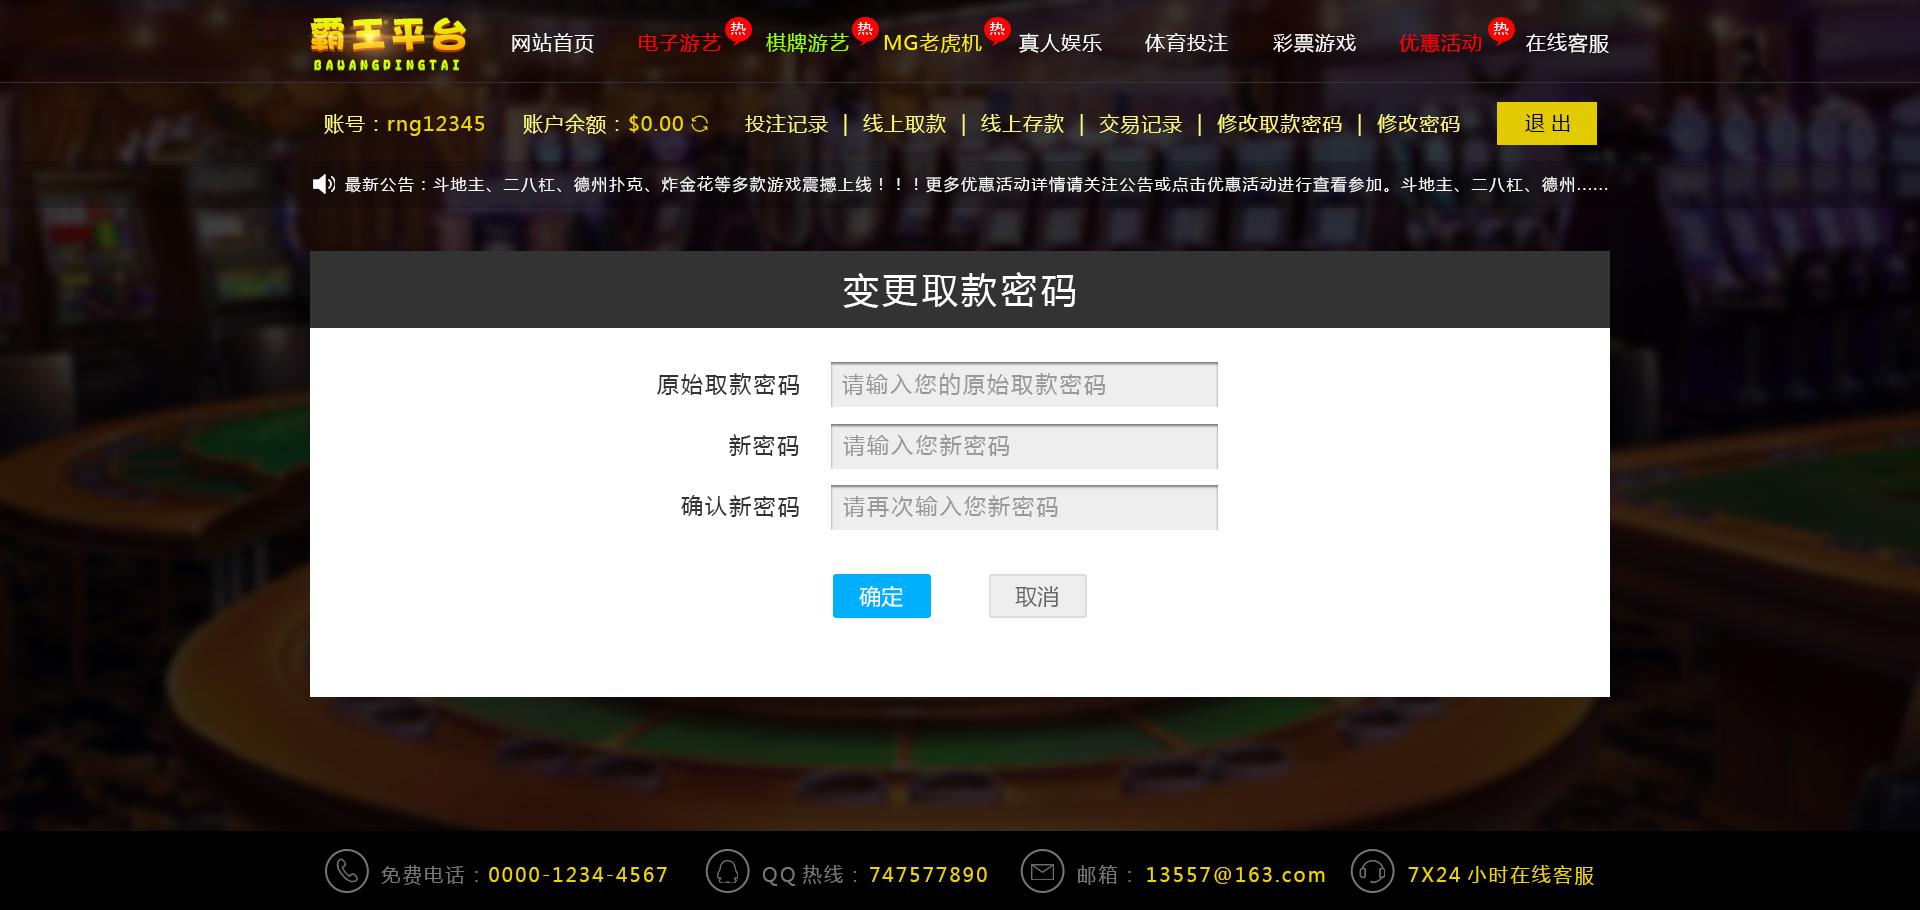 霸王平台
BAWANGPINGTAI
网站首页 电子游艺 热 棋牌游艺 热 MG老虎机 热 真人娱乐 体育投注 彩票游戏 优惠活动 热 在线客服
账号：rng12345 账户余额：$0.00 投注记录 | 线上取款 | 线上存款 | 交易记录 | 修改取款密码 | 修改密码 退 出
最新公告：斗地主、二八杠、德州扑克、炸金花等多款游戏震撼上线！！！更多优惠活动详情请关注公告或点击优惠活动进行查看参加。斗地主、二八杠、德州......
变更取款密码
原始取款密码 请输入您的原始取款密码
新密码 请输入您新密码
确认新密码 请再次输入您新密码
确定 取消
免费电话：0000-1234-4567 QQ 热线：747577890 邮箱：13557@163.com 7X24 小时在线客服